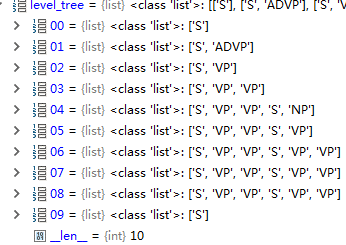 level_tree = {list} <class 'list'>: [['S'], ['S', 'ADVP'], ['S', 'V
00 = {list} <class 'list'>: ['S']
01 = {list} <class 'list'>: ['S', 'ADVP']
02 = {list} <class 'list'>: ['S', 'VP']
03 = {list} <class 'list'>: ['S', 'VP', 'VP']
04 = {list} <class 'list'>: ['S', 'VP', 'VP', 'S', 'NP']
05 = {list} <class 'list'>: ['S', 'VP', 'VP', 'S', 'VP']
06 = {list} <class 'list'>: ['S', 'VP', 'VP', 'S', 'VP', 'VP']
07 = {list} <class 'list'>: ['S', 'VP', 'VP', 'S', 'VP', 'VP']
08 = {list} <class 'list'>: ['S', 'VP', 'VP', 'S', 'VP', 'VP']
09 = {list} <class 'list'>: ['S']
__len__ = {int} 10